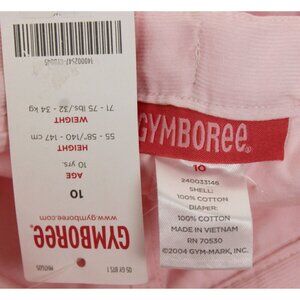 GYMBOREE
www.gymboree.com
10
AGE
10 yrs.
HEIGHT
55 - 58"/140 - 147 cm
WEIGHT
71 - 75 lbs/32 - 34 kg
GYMBOREE
10
240033146
SHELL:
100% COTTON
DIAPER:
100% COTTON
MADE IN VIETNAM
RN 70530
©2004 GYM-MARK, INC.